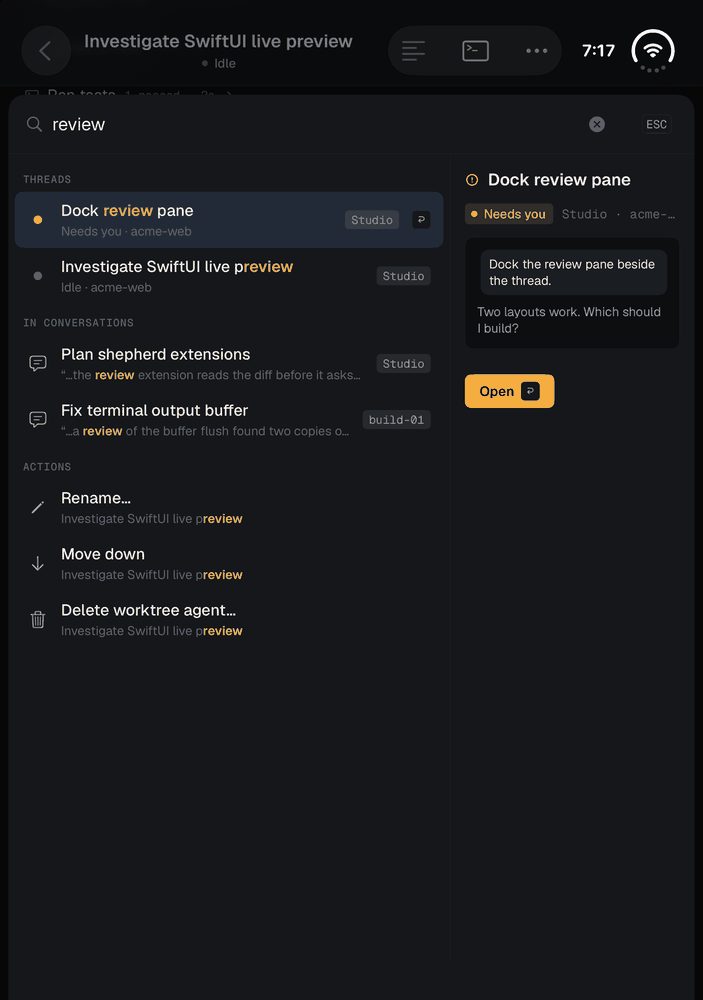 Investigate SwiftUI live preview
Idle
7:17
review
ESC
THREADS
Dock review pane
Needs you · acme-web
Studio
Investigate SwiftUI live preview
Idle · acme-web
Studio
IN CONVERSATIONS
Plan shepherd extensions
“…the review extension reads the diff before it asks…
Studio
Fix terminal output buffer
“…a review of the buffer flush found two copies o…
build-01
ACTIONS
Rename…
Investigate SwiftUI live preview
Move down
Investigate SwiftUI live preview
Delete worktree agent…
Investigate SwiftUI live preview
Dock review pane
Needs you
Studio · acme-…
Dock the review pane beside
the thread.
Two layouts work. Which should
I build?
Open